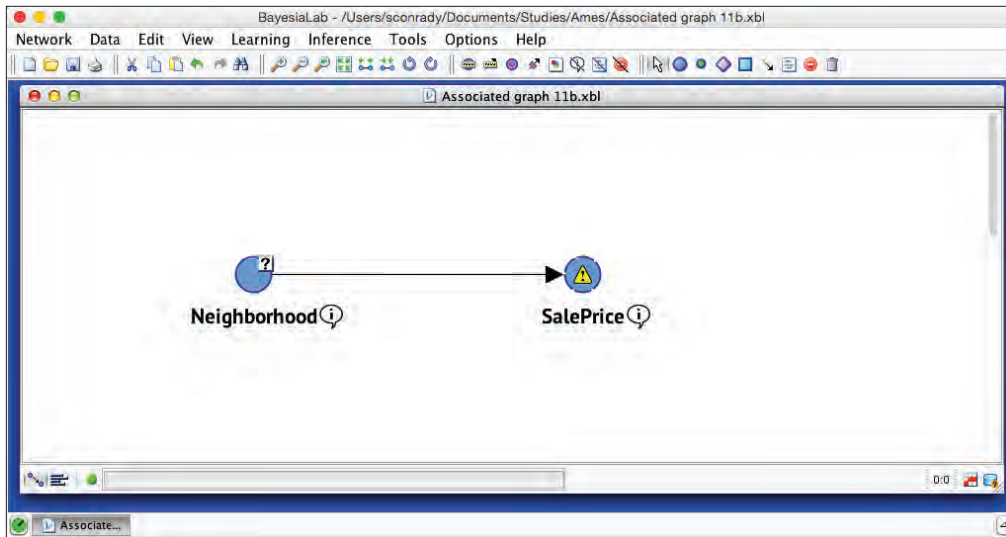 BayesiaLab - /Users/sconrady/Documents/Studies/Ames/Associated graph 11b.xbl
Network Data Edit View Learning Inference Tools Options Help
Associated graph 11b.xbl
?
Neighborhood i
SalePrice i
0:0
Associate...